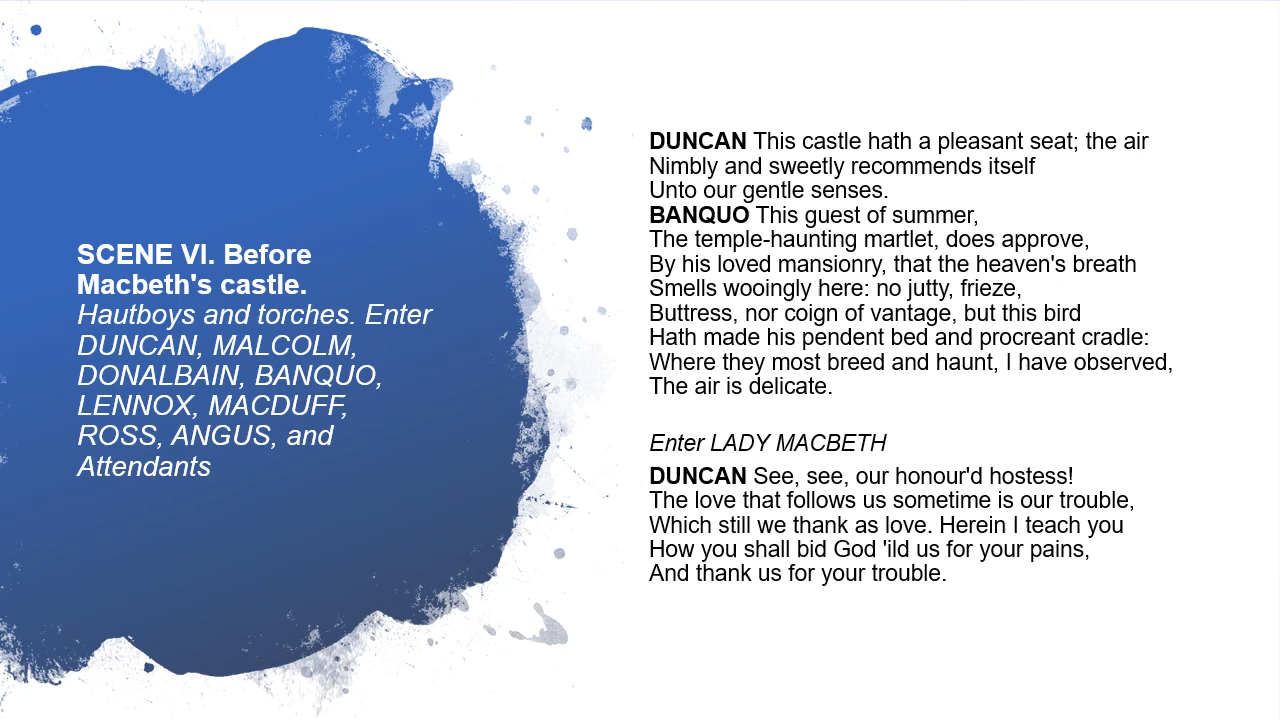 SCENE VI. Before
Macbeth's castle.
Hautboys and torches. Enter
DUNCAN, MALCOLM,
DONALBAIN, BANQUO,
LENNOX, MACDUFF,
ROSS, ANGUS, and
Attendants
DUNCAN This castle hath a pleasant seat; the air
Nimbly and sweetly recommends itself
Unto our gentle senses.
BANQUO This guest of summer,
The temple-haunting martlet, does approve,
By his loved mansionry, that the heaven's breath
Smells wooingly here: no jutty, frieze,
Buttress, nor coign of vantage, but this bird
Hath made his pendent bed and procreant cradle:
Where they most breed and haunt, I have observed,
The air is delicate.
Enter LADY MACBETH
DUNCAN See, see, our honour'd hostess!
The love that follows us sometime is our trouble,
Which still we thank as love. Herein I teach you
How you shall bid God 'ild us for your pains,
And thank us for your trouble.